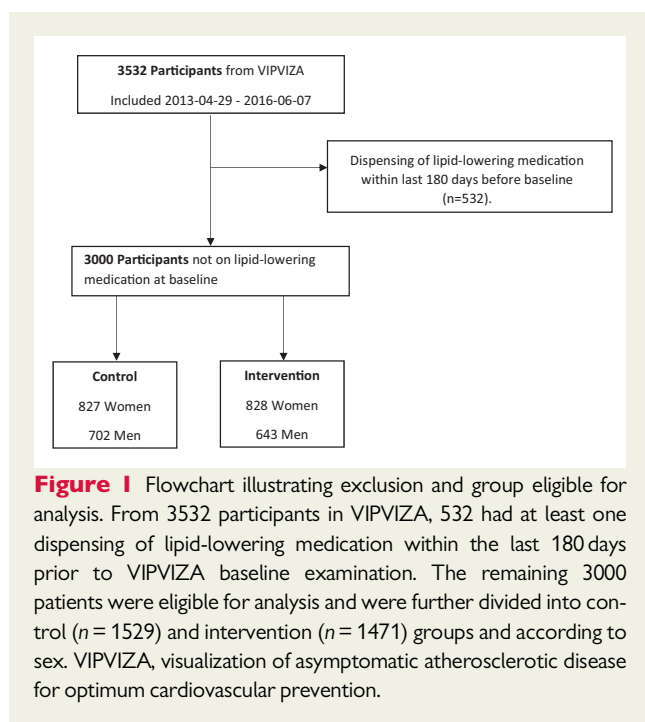 3532 Participants from VIPVIZA
Included 2013-04-29 - 2016-06-07
Dispensing of lipid-lowering medication
within last 180 days before baseline
(n=532).
3000 Participants not on lipid-lowering
medication at baseline
Control
827 Women
702 Men
Intervention
828 Women
643 Men
Figure 1 Flowchart illustrating exclusion and group eligible for
analysis. From 3532 participants in VIPVIZA, 532 had at least one
dispensing of lipid-lowering medication within the last 180 days
prior to VIPVIZA baseline examination. The remaining 3000
patients were eligible for analysis and were further divided into con-
trol (n = 1529) and intervention (n = 1471) groups and according to
sex. VIPVIZA, visualization of asymptomatic atherosclerotic disease
for optimum cardiovascular prevention.